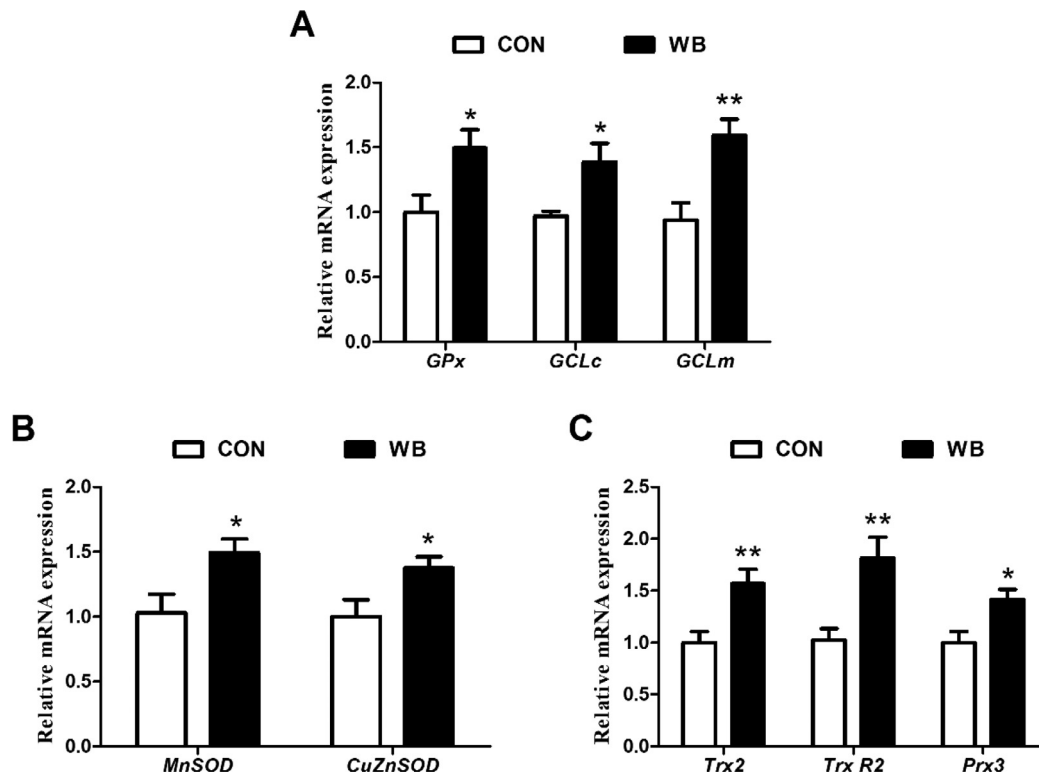 A
CON WB
Relative mRNA expression
2.0
1.5
1.0
0.5
0.0
* * **
GPx GCLc GCLm
B
CON WB
Relative mRNA expression
2.0
1.5
1.0
0.5
0.0
* *
MnSOD CuZnSOD
C
CON WB
Relative mRNA expression
2.5
2.0
1.5
1.0
0.5
0.0
** ** *
Trx2 Trx R2 Prx3